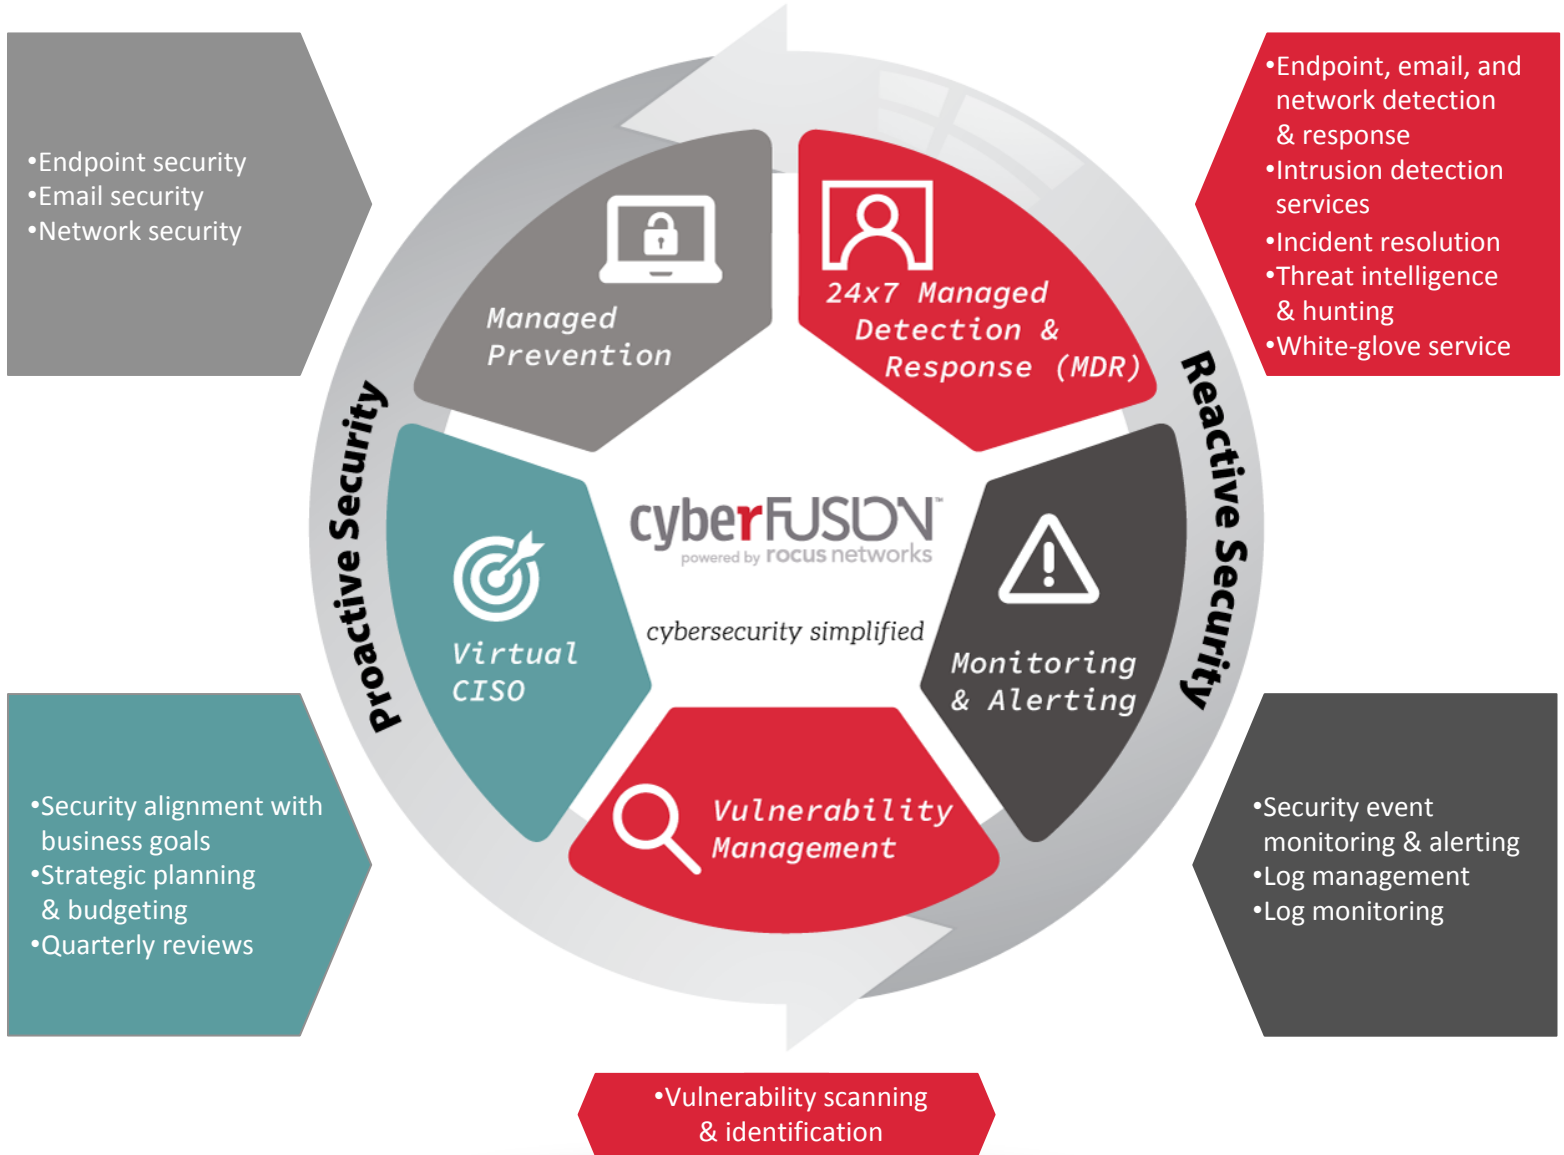 •Endpoint security
•Email security
•Network security
•Endpoint, email, and
network detection
& response
•Intrusion detection
services
•Incident resolution
•Threat intelligence
& hunting
•White-glove service
Managed
Prevention
24x7 Managed
Detection &
Response (MDR)
Proactive Security
Reactive Security
cyberFUSION™
powered by rocus networks
cybersecurity simplified
Virtual
CISO
Monitoring
& Alerting
Vulnerability
Management
•Security alignment with
business goals
•Strategic planning
& budgeting
•Quarterly reviews
•Security event
monitoring & alerting
•Log management
•Log monitoring
•Vulnerability scanning
& identification